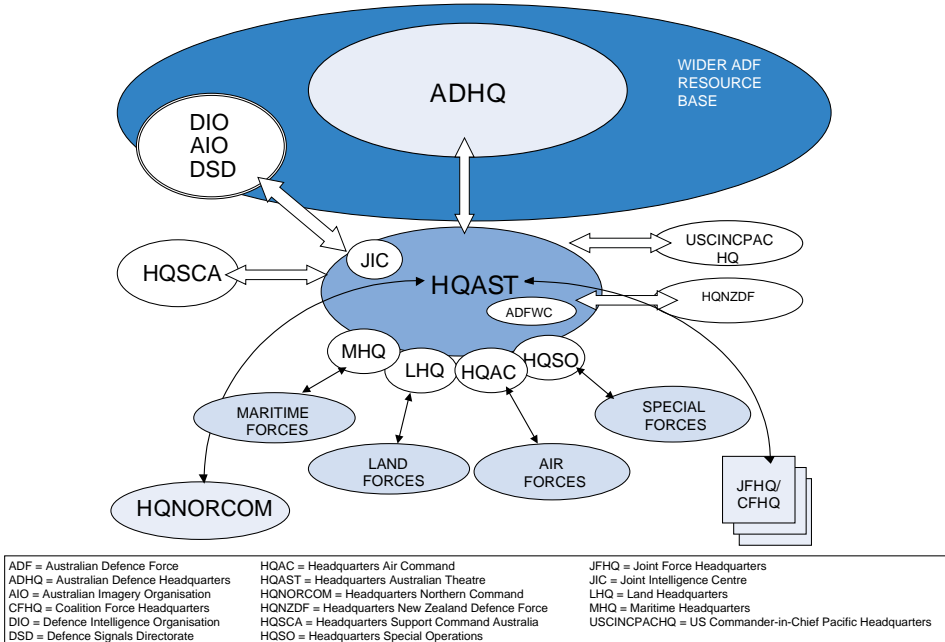 WIDER ADF
RESOURCE
BASE
ADHQ
DIO
AIO
DSD
JIC
HQSCA
HQAST
USCINCPAC
HQ
HQNZDF
ADFWC
MHQ
LHQ
HQAC
HQSO
MARITIME
FORCES
SPECIAL
FORCES
LAND
FORCES
AIR
FORCES
HQNORCOM
JFHQ/
CFHQ
ADF = Australian Defence Force
ADHQ = Australian Defence Headquarters
AIO = Australian Imagery Organisation
CFHQ = Coalition Force Headquarters
DIO = Defence Intelligence Organisation
DSD = Defence Signals Directorate
HQAC = Headquarters Air Command
HQAST = Headquarters Australian Theatre
HQNORCOM = Headquarters Northern Command
HQNZDF = Headquarters New Zealand Defence Force
HQSCA = Headquarters Support Command Australia
HQSO = Headquarters Special Operations
JFHQ = Joint Force Headquarters
JIC = Joint Intelligence Centre
LHQ = Land Headquarters
MHQ = Maritime Headquarters
USCINCPACHQ = US Commander-in-Chief Pacific Headquarters